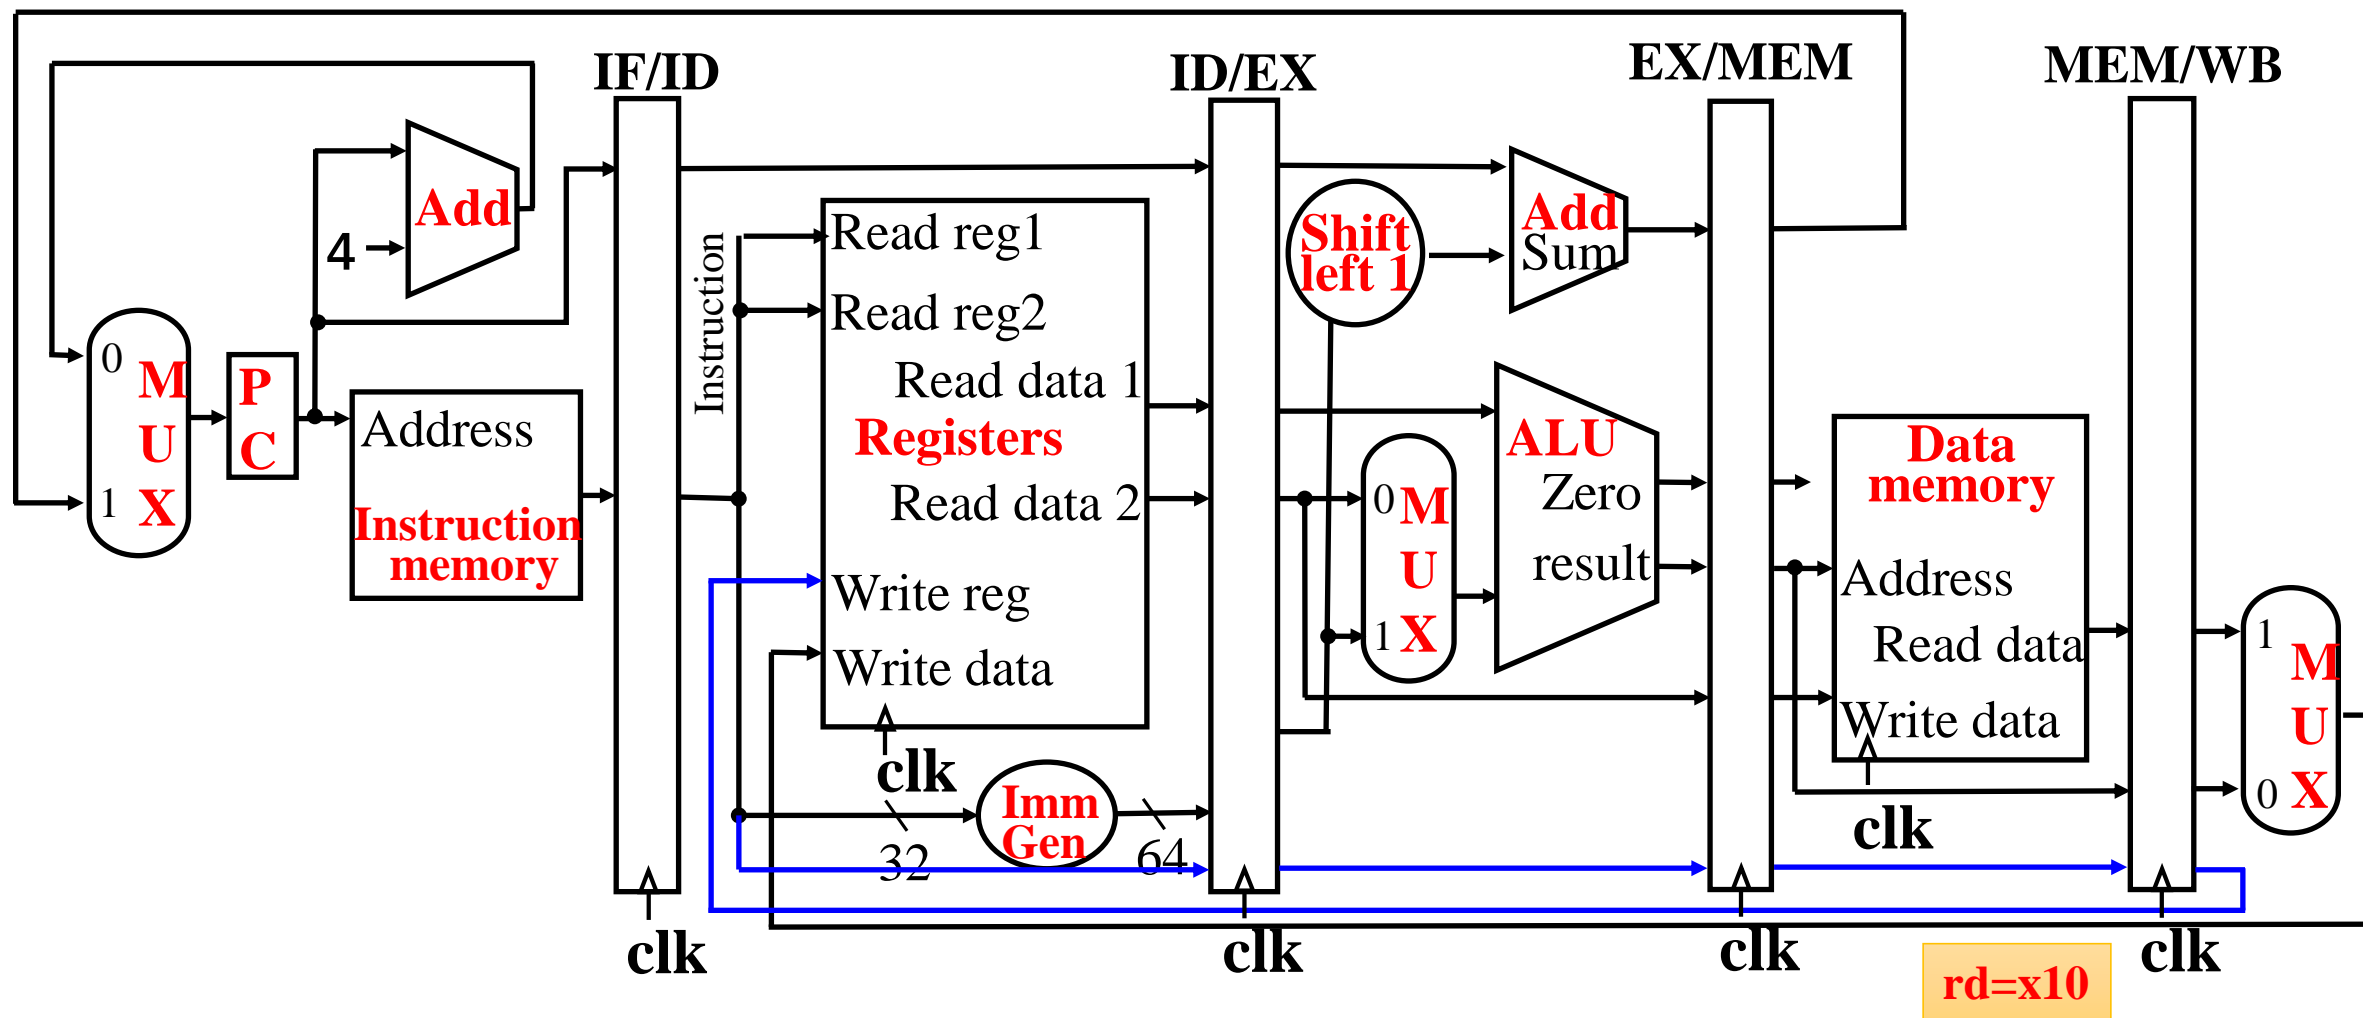 IF/ID
ID/EX
EX/MEM
MEM/WB
Add
4
0
M
U
X
1
P
C
Address
Instruction
memory
Instruction
Read reg1
Read reg2
Read data 1
Registers
Read data 2
Write reg
Write data
clk
Imm
Gen
32
64
Shift
left 1
Add
Sum
0
M
U
X
1
ALU
Zero
result
Data
memory
Address
Read data
Write data
clk
1
M
U
X
0
clk
clk
clk
clk
rd=x10